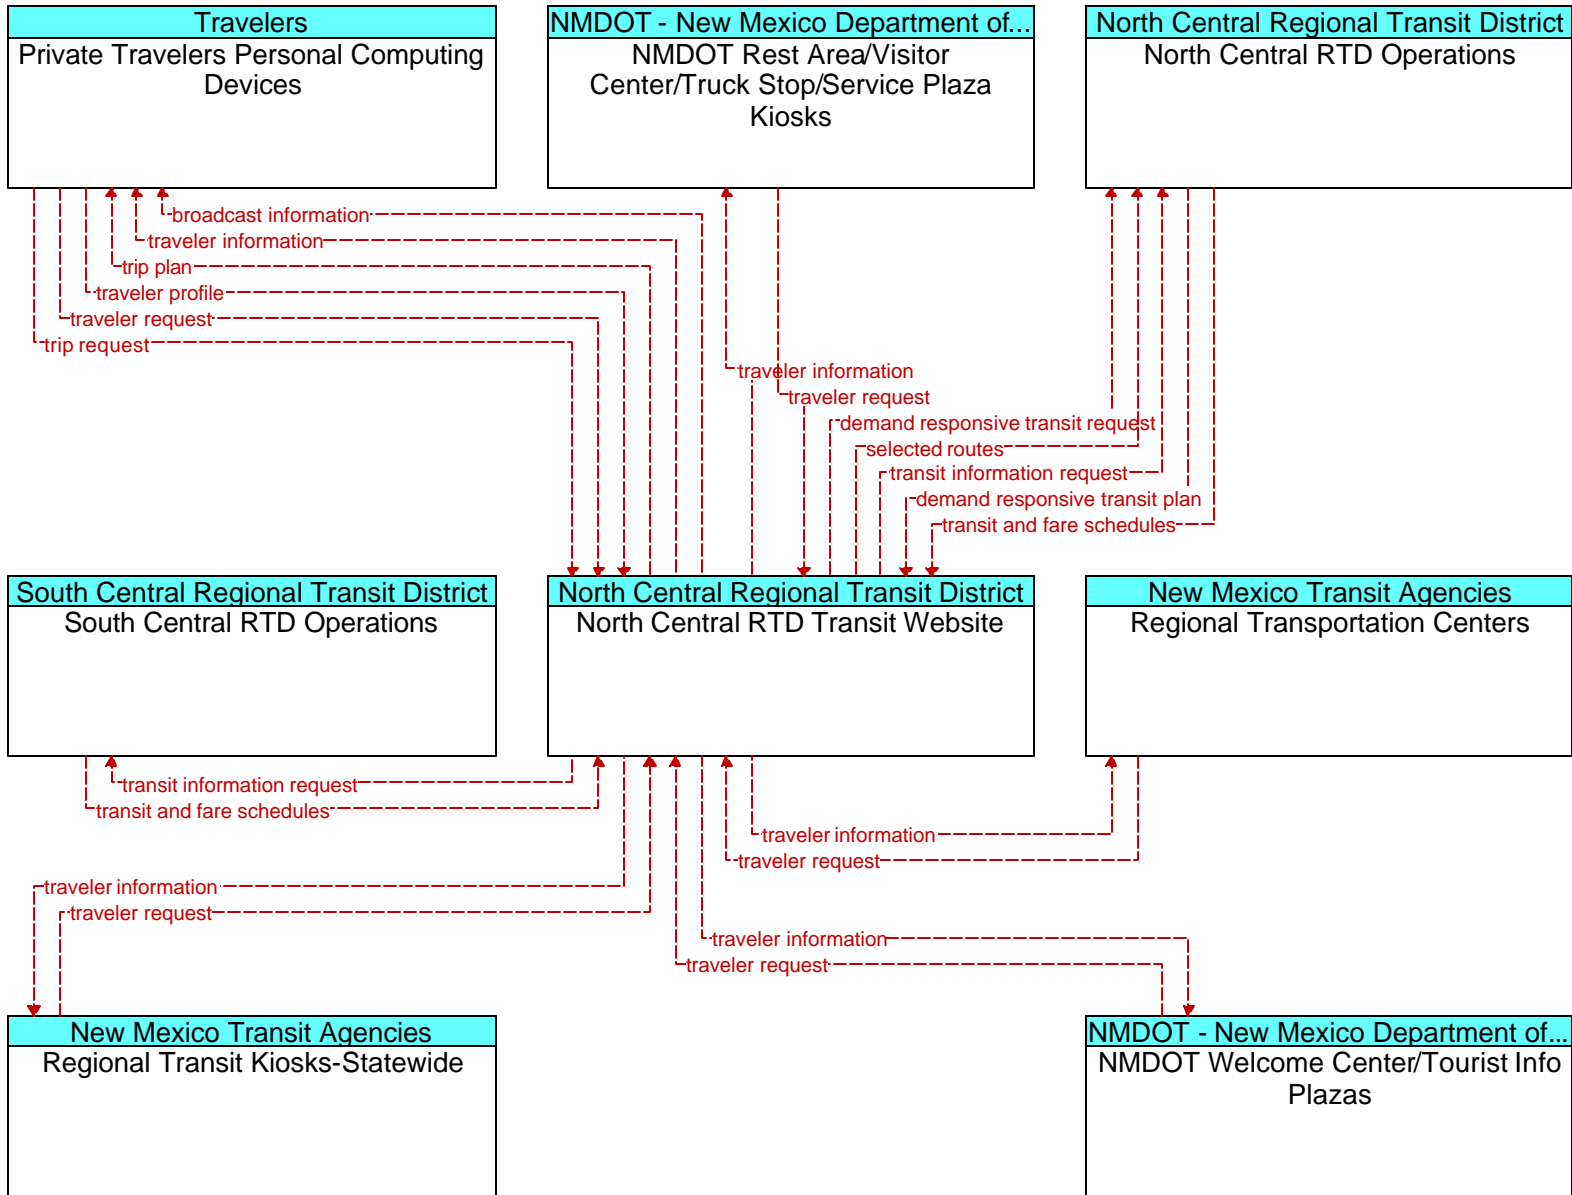 Travelers
Private Travelers Personal Computing
Devices
NMDOT - New Mexico Department of...
NMDOT Rest Area/Visitor
Center/Truck Stop/Service Plaza
Kiosks
North Central Regional Transit District
North Central RTD Operations
broadcast information
traveler information
trip plan
traveler profile
traveler request
trip request
traveler information
traveler request
demand responsive transit request
selected routes
transit information request
demand responsive transit plan
transit and fare schedules
South Central Regional Transit District
South Central RTD Operations
North Central Regional Transit District
North Central RTD Transit Website
New Mexico Transit Agencies
Regional Transportation Centers
transit information request
transit and fare schedules
traveler information
traveler request
traveler information
traveler request
traveler information
traveler request
New Mexico Transit Agencies
Regional Transit Kiosks-Statewide
NMDOT - New Mexico Department of...
NMDOT Welcome Center/Tourist Info
Plazas